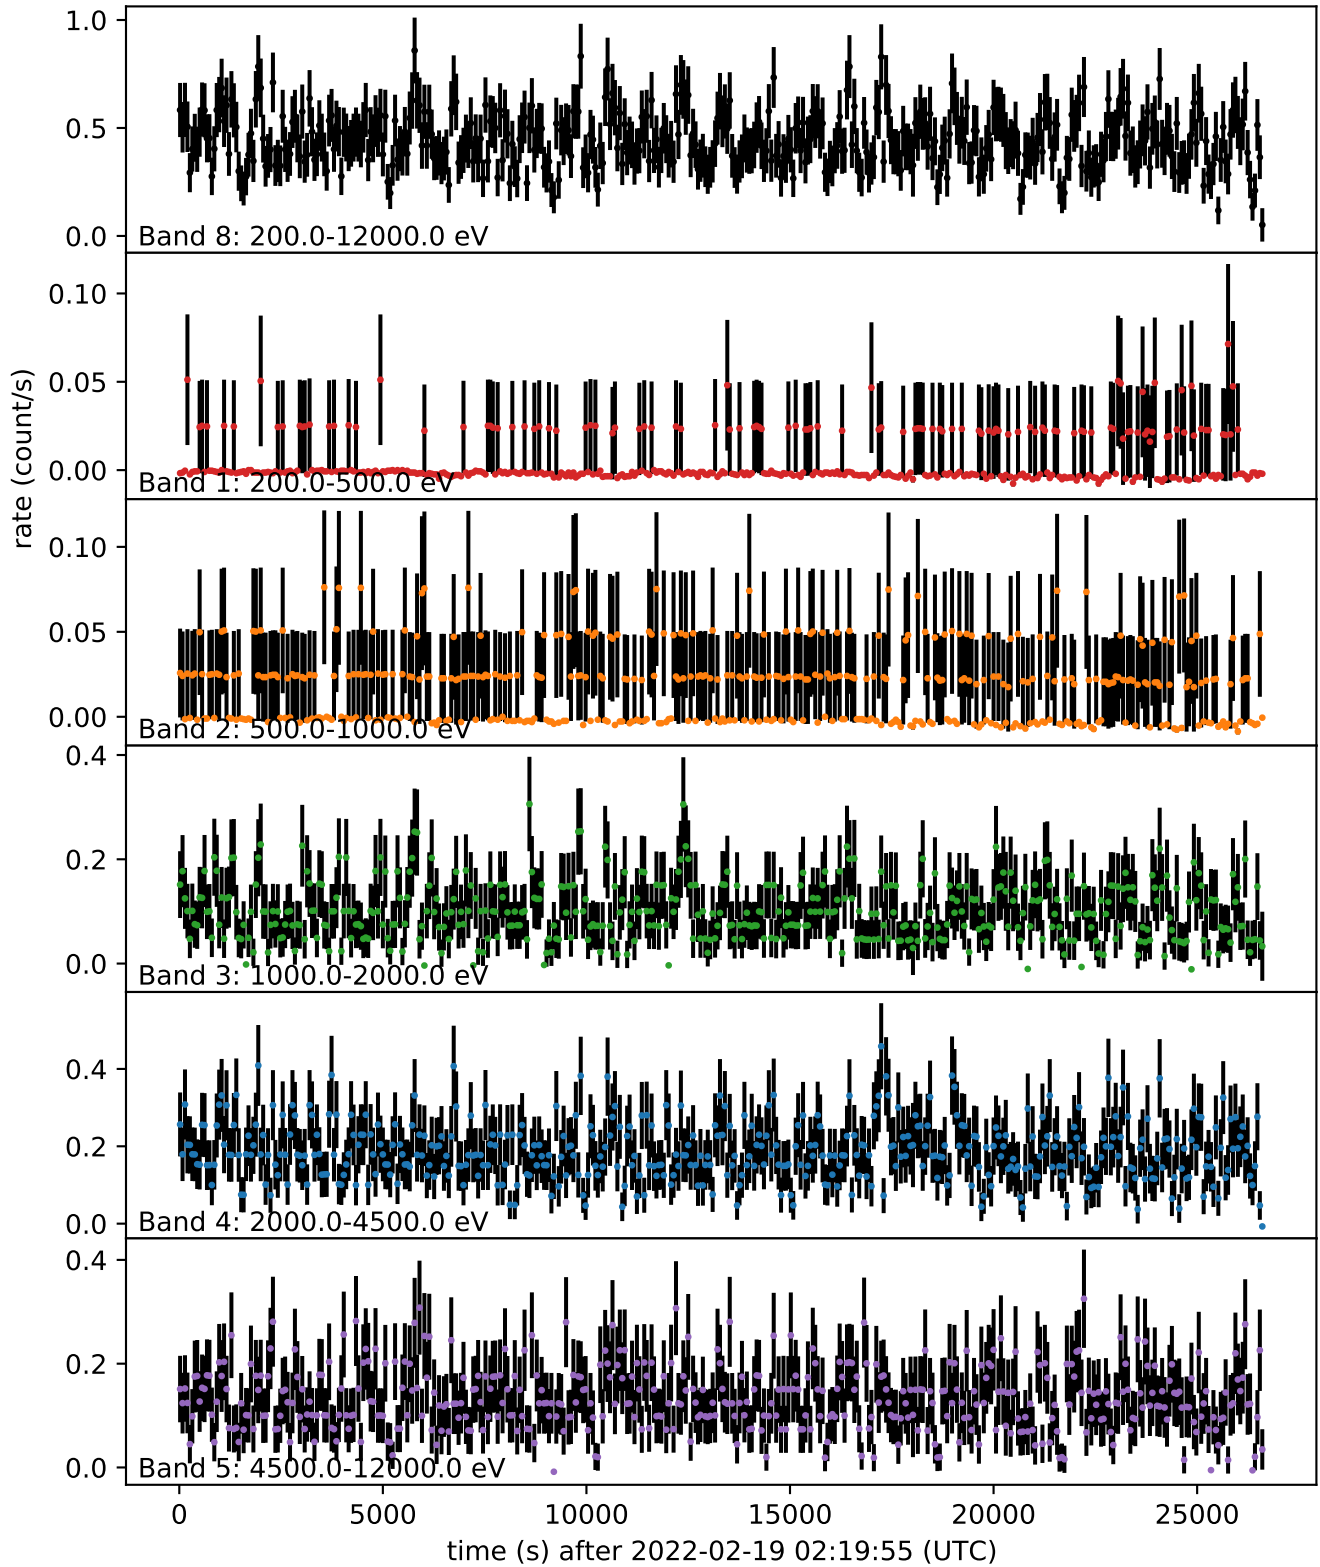 1.0
0.5
0.0
Band 8: 200.0-12000.0 eV
0.10
0.05
0.00
Band 1: 200.0-500.0 eV
rate (count/s)
0.10
0.05
0.00
Band 2: 500.0-1000.0 eV
0.4
0.2
0.0
Band 3: 1000.0-2000.0 eV
0.4
0.2
0.0
Band 4: 2000.0-4500.0 eV
0.4
0.2
0.0
Band 5: 4500.0-12000.0 eV
0 5000 10000 15000 20000 25000
time (s) after 2022-02-19 02:19:55 (UTC)